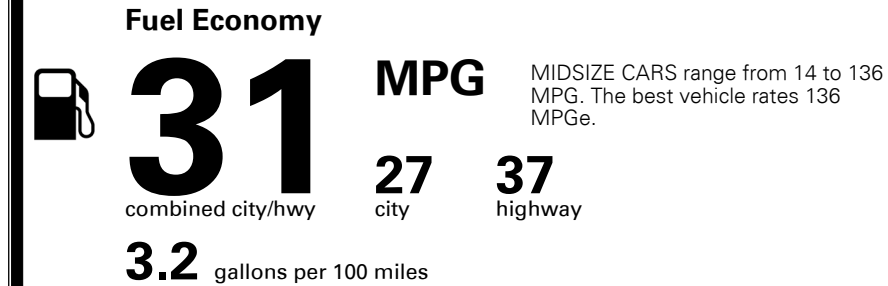 Fuel Economy
31 MPG
MIDSIZE CARS range from 14 to 136
MPG. The best vehicle rates 136
MPGe.
27 37
combined city/hwy city highway
3.2 gallons per 100 miles